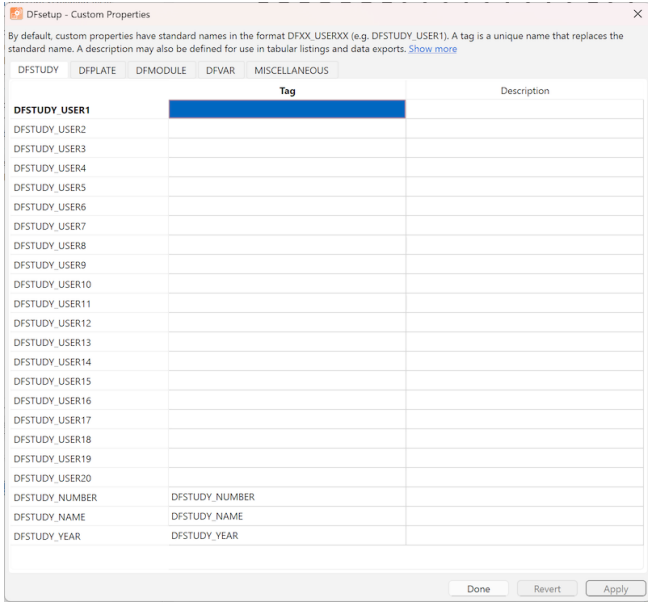 DFsetup - Custom Properties
By default, custom properties have standard names in the format DFXX_USERXX (e.g. DFSTUDY_USER1). A tag is a unique name that replaces the
standard name. A description may also be defined for use in tabular listings and data exports. Show more
DFSTUDY DFPLATE DFMODULE DFVAR MISCELLANEOUS
Tag Description
DFSTUDY_USER1
DFSTUDY_USER2
DFSTUDY_USER3
DFSTUDY_USER4
DFSTUDY_USER5
DFSTUDY_USER6
DFSTUDY_USER7
DFSTUDY_USER8
DFSTUDY_USER9
DFSTUDY_USER10
DFSTUDY_USER11
DFSTUDY_USER12
DFSTUDY_USER13
DFSTUDY_USER14
DFSTUDY_USER15
DFSTUDY_USER16
DFSTUDY_USER17
DFSTUDY_USER18
DFSTUDY_USER19
DFSTUDY_USER20
DFSTUDY_NUMBER DFSTUDY_NUMBER
DFSTUDY_NAME DFSTUDY_NAME
DFSTUDY_YEAR DFSTUDY_YEAR
Done Revert Apply